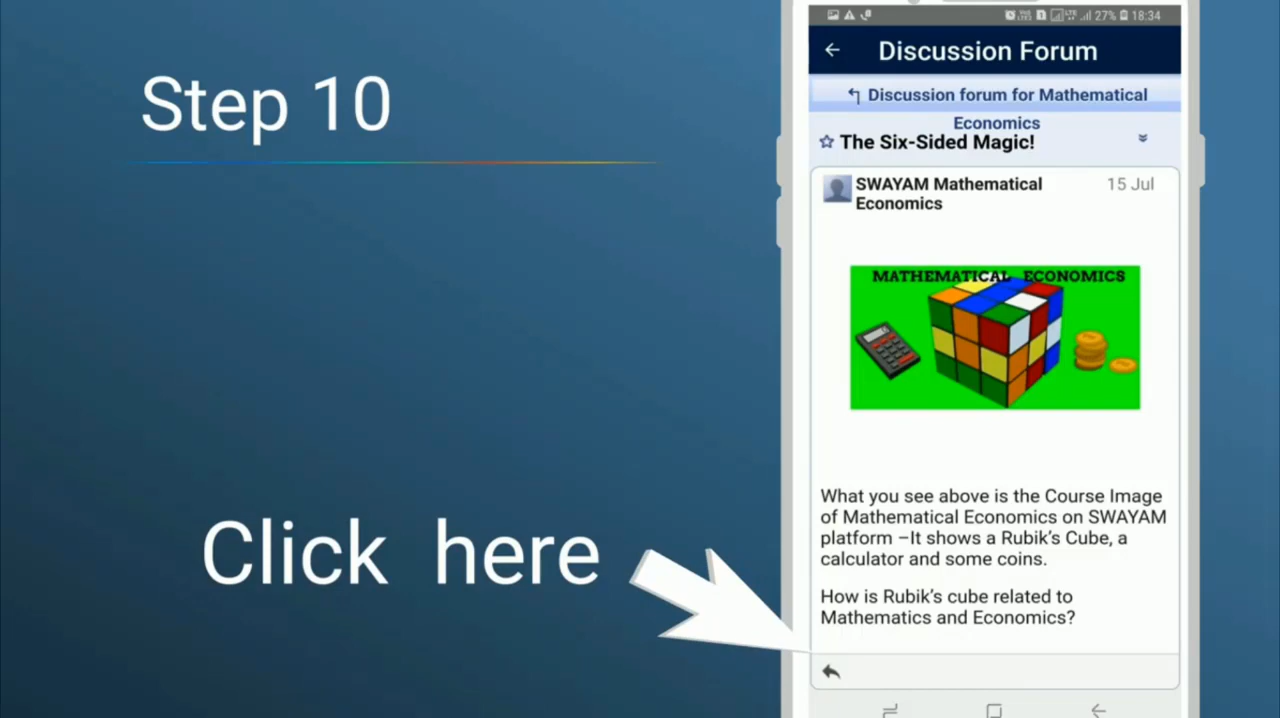 Step 10
Click here
27% 18:34
Discussion Forum
Discussion forum for Mathematical
Economics
The Six-Sided Magic!
SWAYAM Mathematical
Economics
15 Jul
MATHEMATICAL ECONOMICS
What you see above is the Course Image
of Mathematical Economics on SWAYAM
platform –It shows a Rubik's Cube, a
calculator and some coins.
How is Rubik's cube related to
Mathematics and Economics?